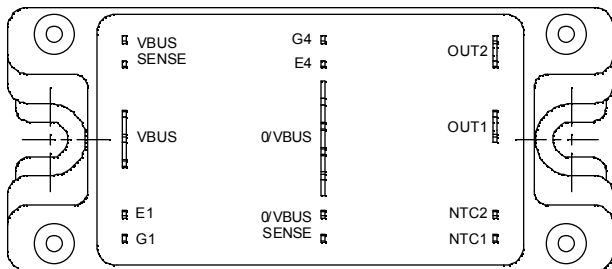 VBUS
SENSE
G4
E4
OUT2
VBUS
0/VBUS
OUT1
E1
G1
0/VBUS
SENSE
NTC2
NTC1